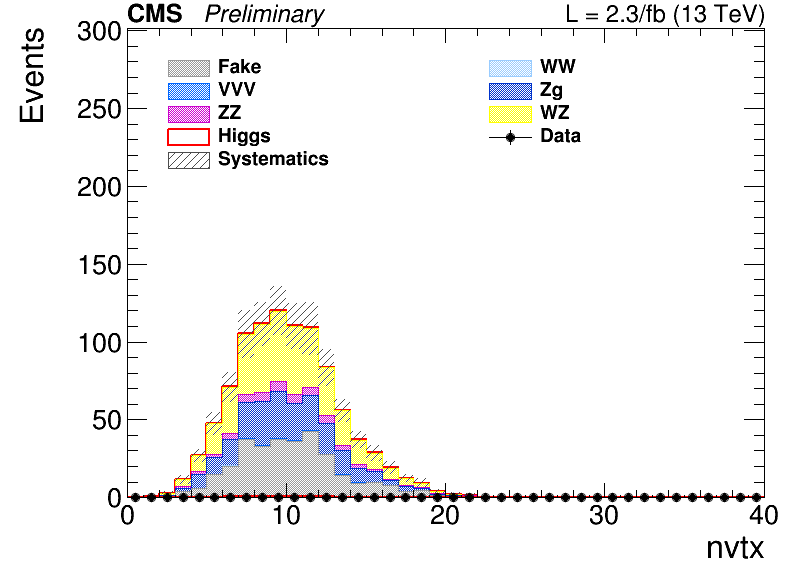 CMS Preliminary L = 2.3/fb (13 TeV)
Events
300
250
200
150
100
50
0
Fake
VVV
ZZ
Higgs
Systematics
WW
Zg
WZ
Data
0 10 20 30 40
nvtx